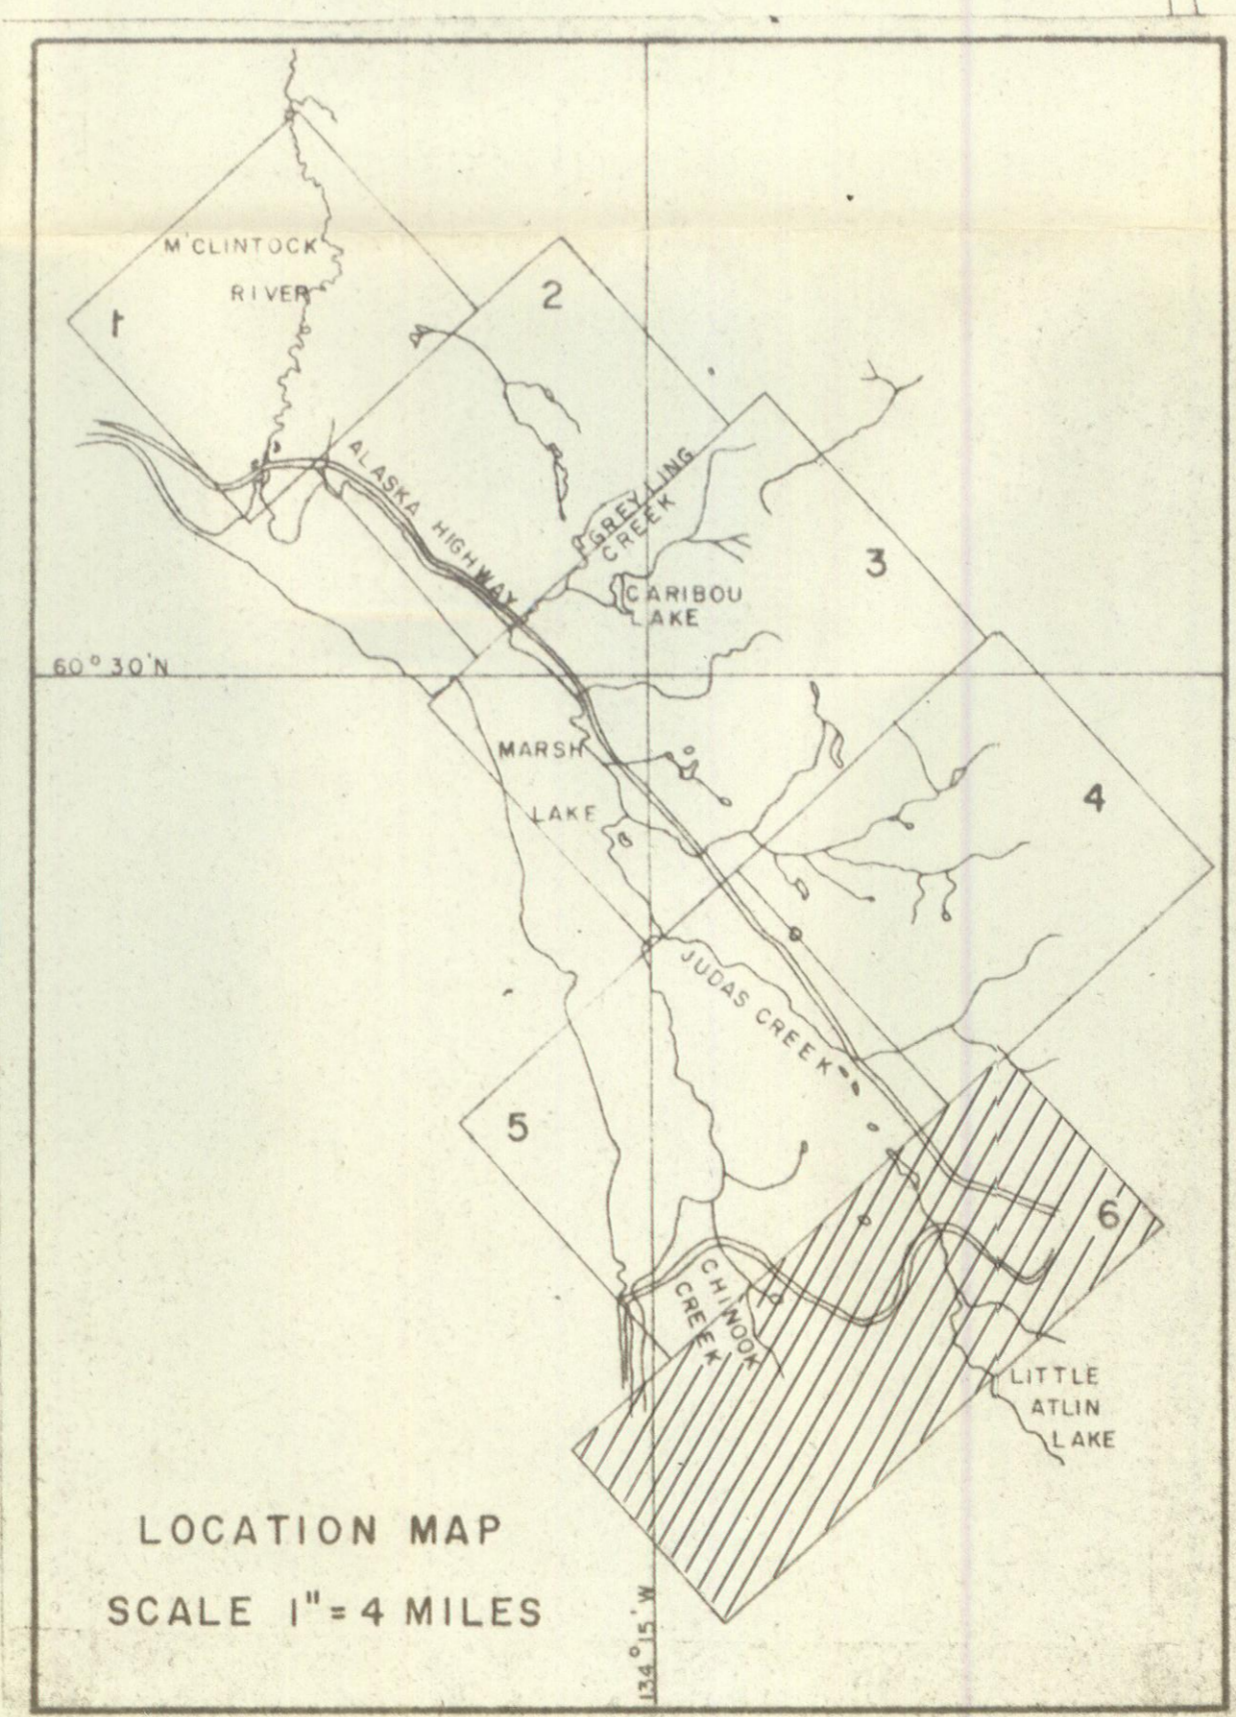 M'CLINTOCK
RIVER
1
2
ALASKA HIGHWAY
GREYLING
CREEK
3
CARIBOU
LAKE
60° 30'N
MARSH
LAKE
4
JUDAS CREEK
5
6
CHINOOK
CREEK
LITTLE
ATLIN
LAKE
LOCATION MAP
SCALE 1" = 4 MILES
134° 15' W